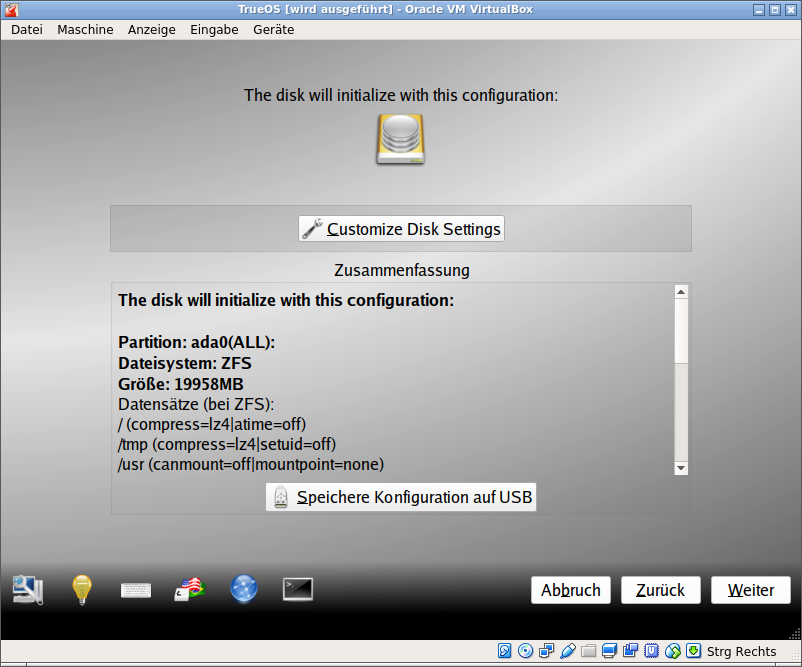 TrueOS [wird ausgeführt] - Oracle VM VirtualBox
Datei Maschine Anzeige Eingabe Geräte
The disk will initialize with this configuration:
Customize Disk Settings
Zusammenfassung
The disk will initialize with this configuration:
Partition: ada0(ALL):
Dateisystem: ZFS
Größe: 19958MB
Datensätze (bei ZFS):
/ (compress=lz4|atime=off)
/tmp (compress=lz4|setuid=off)
/usr (canmount=off|mountpoint=none)
Speichere Konfiguration auf USB
Abbruch Zurück Weiter
Strg Rechts